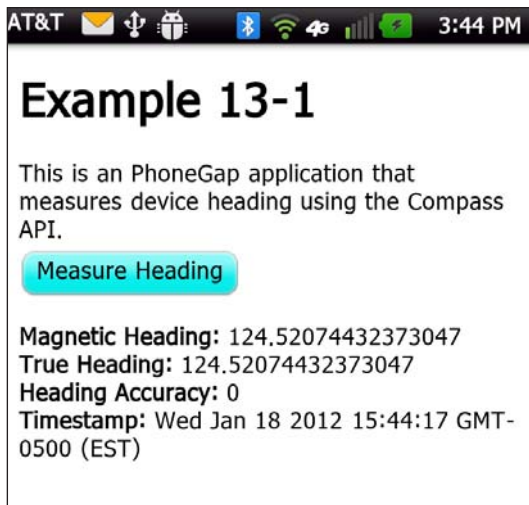 AT&T 4G 3:44 PM
Example 13-1
This is an PhoneGap application that
measures device heading using the Compass
API.
Measure Heading
Magnetic Heading: 124.52074432373047
True Heading: 124.52074432373047
Heading Accuracy: 0
Timestamp: Wed Jan 18 2012 15:44:17 GMT-
0500 (EST)